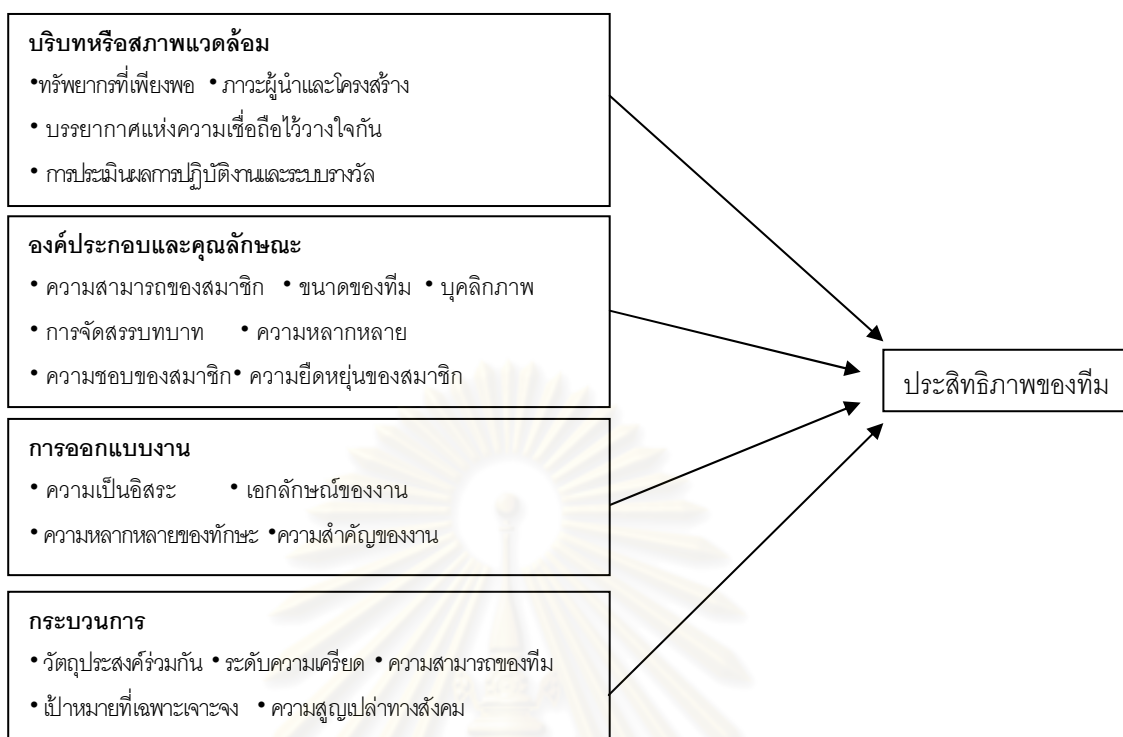 บริบทหรือสภาพแวดล้อม
•ทรัพยากรที่เพียงพอ • ภาวะผู้นำและโครงสร้าง
• บรรยากาศแห่งความเชื่อถือไว้วางใจกัน
• การประเมินผลการปฏิบัติงานและระบบรางวัล
องค์ประกอบและคุณลักษณะ
• ความสามารถของสมาชิก • ขนาดของทีม • บุคลิกภาพ
• การจัดสรรบทบาท • ความหลากหลาย
• ความชอบของสมาชิก• ความยืดหยุ่นของสมาชิก
การออกแบบงาน
• ความเป็นอิสระ • เอกลักษณ์ของงาน
• ความหลากหลายของทักษะ •ความสำคัญของงาน
กระบวนการ
• วัตถุประสงค์ร่วมกัน • ระดับความเครียด • ความสามารถของทีม
• เป้าหมายที่เฉพาะเจาะจง • ความสูญเปล่าทางสังคม
ประสิทธิภาพของทีม